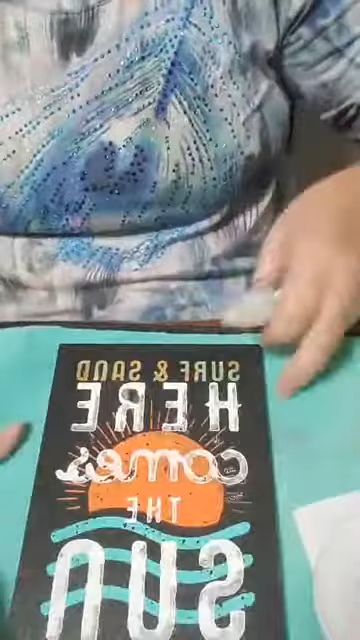 SURF & SAND
HERE
comes
THE
SUN